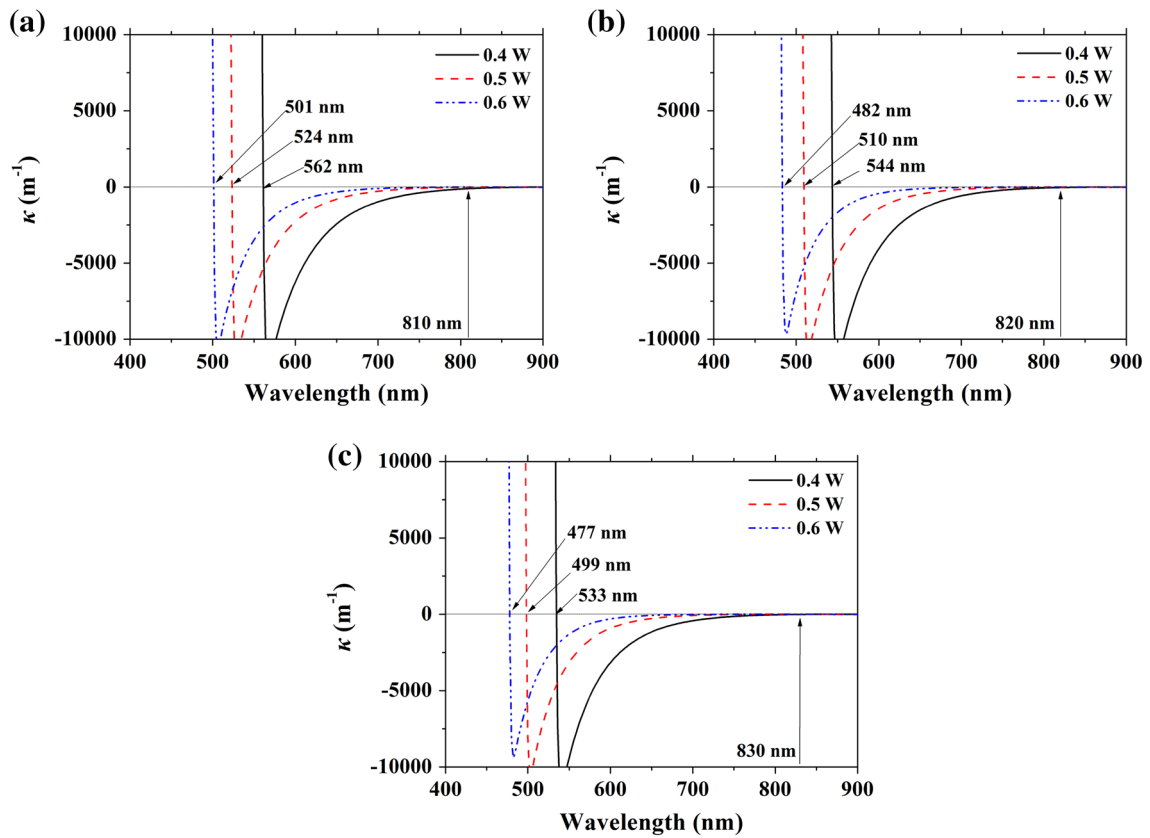 (a)
10000
5000
0
-5000
-10000
κ (m⁻¹)
0.4 W
0.5 W
0.6 W
501 nm
524 nm
562 nm
810 nm
400 500 600 700 800 900
Wavelength (nm)
(b)
10000
5000
0
-5000
-10000
κ (m⁻¹)
0.4 W
0.5 W
0.6 W
482 nm
510 nm
544 nm
820 nm
400 500 600 700 800 900
Wavelength (nm)
(c)
10000
5000
0
-5000
-10000
κ (m⁻¹)
0.4 W
0.5 W
0.6 W
477 nm
499 nm
533 nm
830 nm
400 500 600 700 800 900
Wavelength (nm)